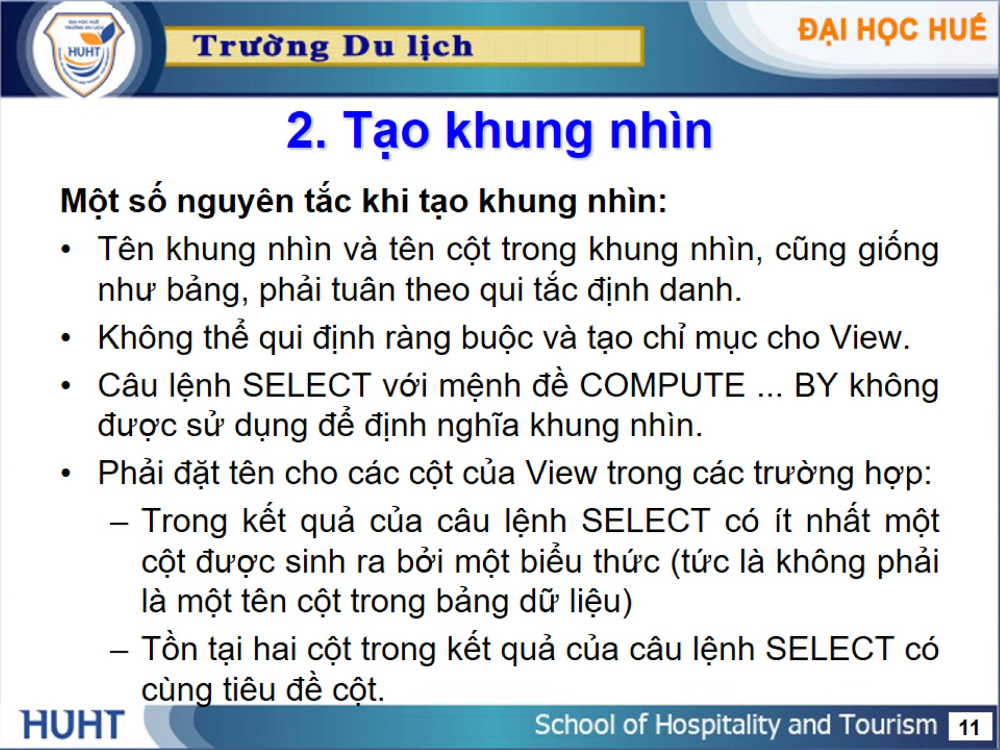 ĐẠI HỌC HUẾ
TRƯỜNG DU LỊCH
HUHT
Trường Du lịch
ĐẠI HỌC HUẾ
2. Tạo khung nhìn
Một số nguyên tắc khi tạo khung nhìn:
• Tên khung nhìn và tên cột trong khung nhìn, cũng giống
như bảng, phải tuân theo qui tắc định danh.
• Không thể qui định ràng buộc và tạo chỉ mục cho View.
• Câu lệnh SELECT với mệnh đề COMPUTE ... BY không
được sử dụng để định nghĩa khung nhìn.
• Phải đặt tên cho các cột của View trong các trường hợp:
– Trong kết quả của câu lệnh SELECT có ít nhất một
cột được sinh ra bởi một biểu thức (tức là không phải
là một tên cột trong bảng dữ liệu)
– Tồn tại hai cột trong kết quả của câu lệnh SELECT có
cùng tiêu đề cột.
HUHT
School of Hospitality and Tourism
11